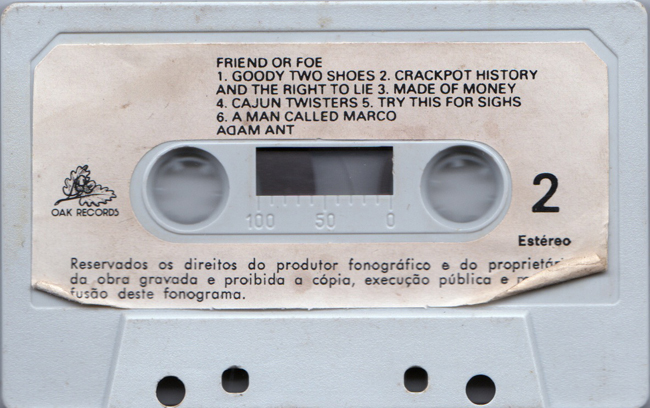 FRIEND OR FOE
1. GOODY TWO SHOES 2. CRACKPOT HISTORY
AND THE RIGHT TO LIE 3. MADE OF MONEY
4. CAJUN TWISTERS 5. TRY THIS FOR SIGHS
6. A MAN CALLED MARCO
ADAM ANT
OAK RECORDS
100 50 0
2
Estéreo
Reservados os direitos do produtor fonográfico e do
da obra gravada e proibida a cópia, execução pública e
fusão deste fonograma.